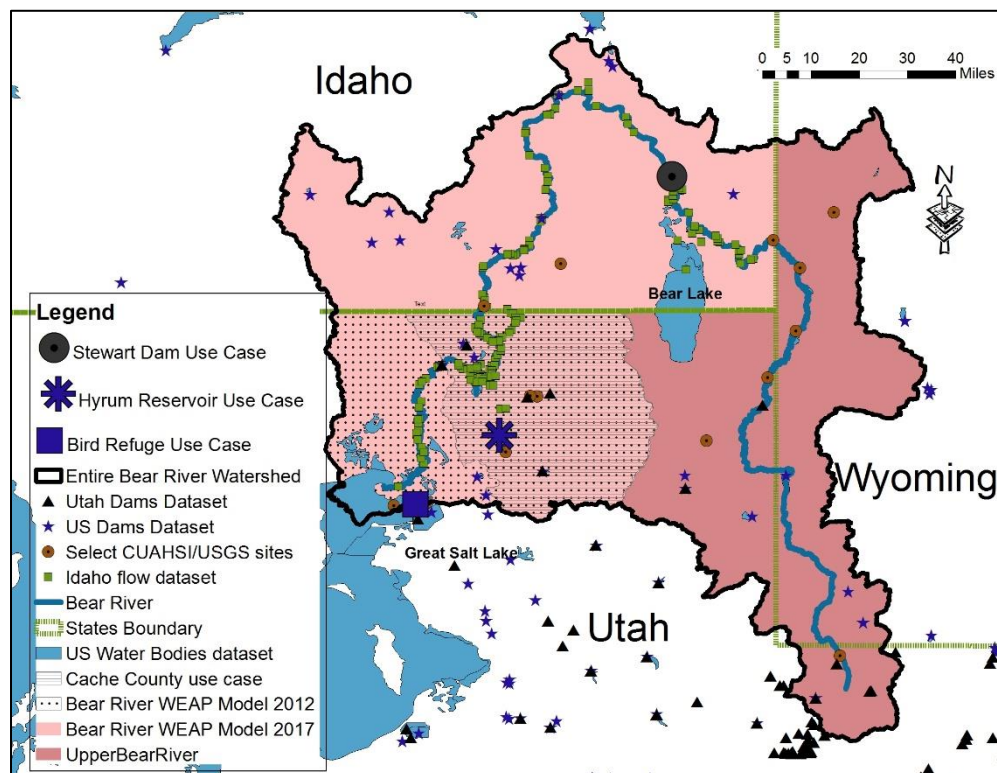 Idaho
0 5 10 20 30 40
Miles
N
Bear Lake
Text
Wyoming
Great Salt Lake
Utah
Legend
Stewart Dam Use Case
Hyrum Reservoir Use Case
Bird Refuge Use Case
Entire Bear River Watershed
Utah Dams Dataset
US Dams Dataset
Select CUAHSI/USGS sites
Idaho flow dataset
Bear River
States Boundary
US Water Bodies dataset
Cache County use case
Bear River WEAP Model 2012
Bear River WEAP Model 2017
UpperBearRiver